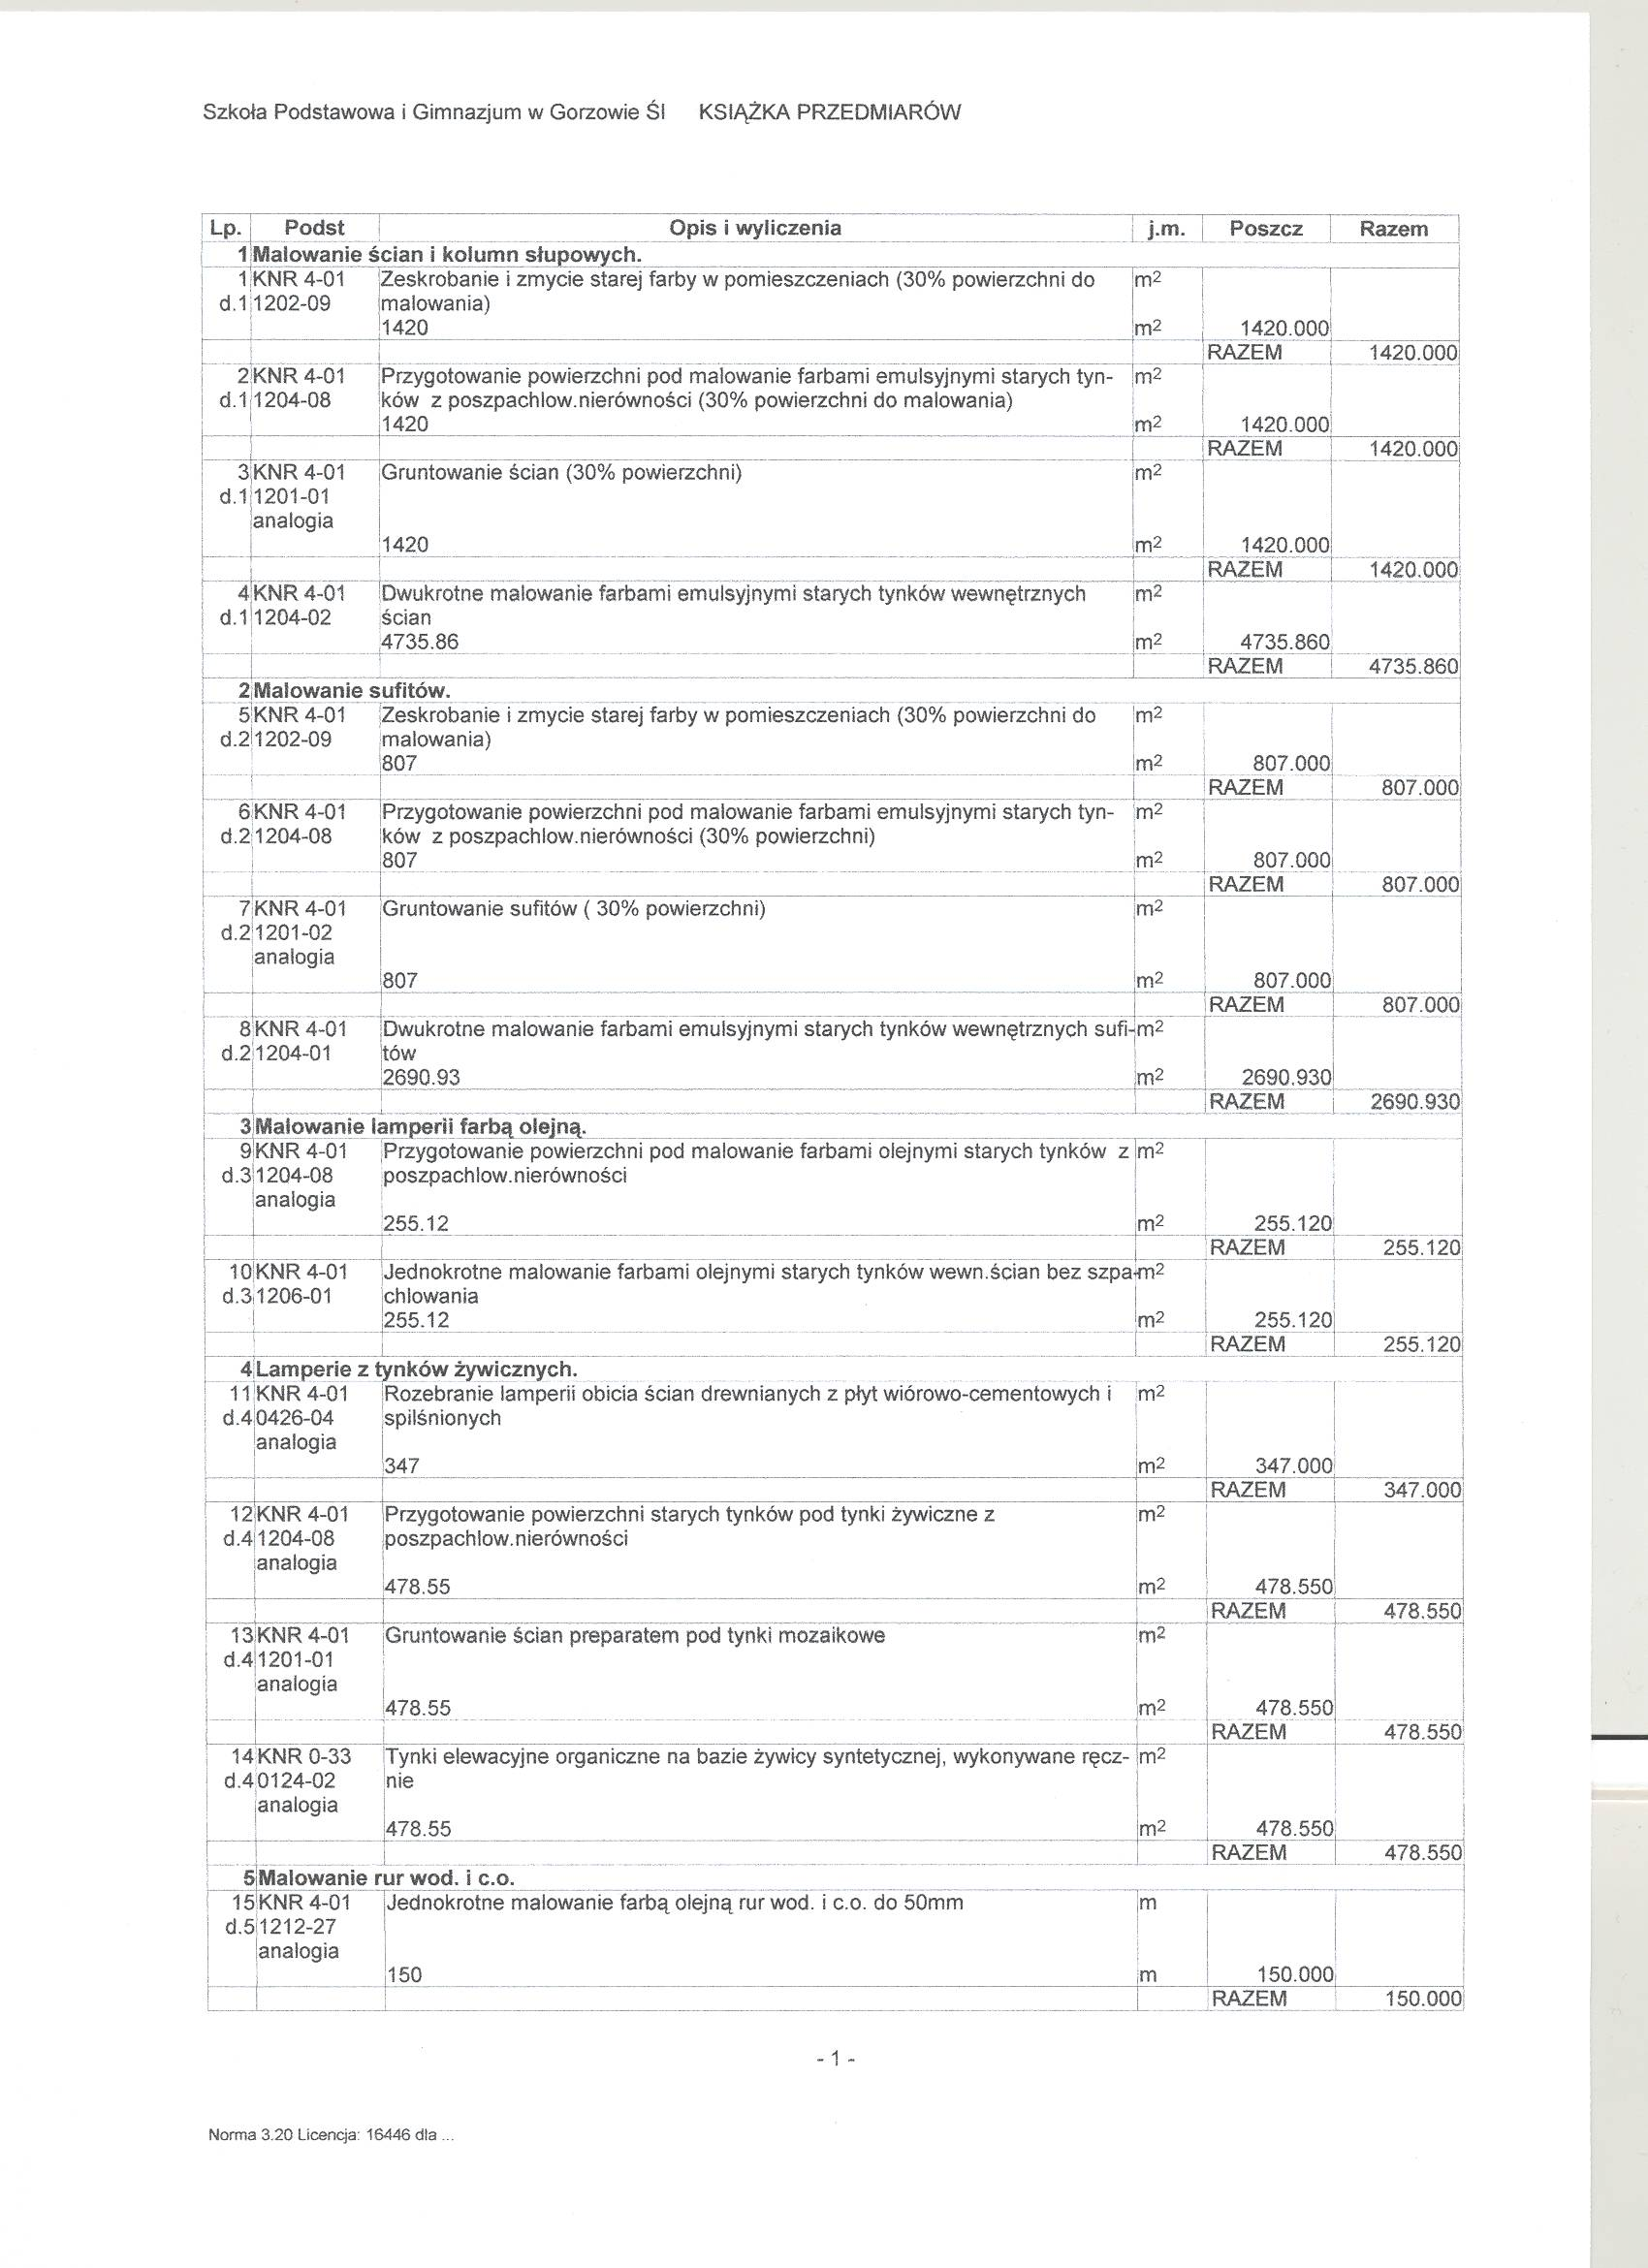 Szkoła Podstawowa i Gimnazjum w Gorzowie Śl KSIĄŻKA PRZEDMIARÓW
Lp. Podst Opis i wyliczenia j.m. Poszcz Razem
1 Malowanie ścian i kolumn słupowych.
1 KNR 4-01 Zeskrobanie i zmycie starej farby w pomieszczeniach (30% powierzchni do m2
d.1 1202-09 malowania)
1420 m2 1420.000
RAZEM 1420.000
2 KNR 4-01 Przygotowanie powierzchni pod malowanie farbami emulsyjnymi starych tyn- m2
d.1 1204-08 ków z poszpachlow.nierówności (30% powierzchni do malowania)
1420 m2 1420.000
RAZEM 1420.000
3 KNR 4-01 Gruntowanie ścian (30% powierzchni) m2
d.1 1201-01
analogia
1420 m2 1420.000
RAZEM 1420.000
4 KNR 4-01 Dwukrotne malowanie farbami emulsyjnymi starych tynków wewnętrznych m2
d.1 1204-02 ścian
4735.86 m2 4735.860
RAZEM 4735.860
2 Malowanie sufitów.
5 KNR 4-01 Zeskrobanie i zmycie starej farby w pomieszczeniach (30% powierzchni do m2
d.2 1202-09 malowania)
807 m2 807.000
RAZEM 807.000
6 KNR 4-01 Przygotowanie powierzchni pod malowanie farbami emulsyjnymi starych tyn- m2
d.2 1204-08 ków z poszpachlow.nierówności (30% powierzchni)
807 m2 807.000
RAZEM 807.000
7 KNR 4-01 Gruntowanie sufitów ( 30% powierzchni) m2
d.2 1201-02
analogia
807 m2 807.000
RAZEM 807.000
8 KNR 4-01 Dwukrotne malowanie farbami emulsyjnymi starych tynków wewnętrznych sufi- m2
d.2 1204-01 tów
2690.93 m2 2690.930
RAZEM 2690.930
3 Malowanie lamperii farbą olejną.
9 KNR 4-01 Przygotowanie powierzchni pod malowanie farbami olejnymi starych tynków z m2
d.3 1204-08 poszpachlow.nierówności
analogia
255.12 m2 255.120
RAZEM 255.120
10 KNR 4-01 Jednokrotne malowanie farbami olejnymi starych tynków wewn.ścian bez szpa- m2
d.3 1206-01 chlowania
255.12 m2 255.120
RAZEM 255.120
4 Lamperie z tynków żywicznych.
11 KNR 4-01 Rozebranie lamperii obicia ścian drewnianych z płyt wiórowo-cementowych i m2
d.4 0426-04 spilśnionych
analogia
347 m2 347.000
RAZEM 347.000
12 KNR 4-01 Przygotowanie powierzchni starych tynków pod tynki żywiczne z m2
d.4 1204-08 poszpachlow.nierówności
analogia
478.55 m2 478.550
RAZEM 478.550
13 KNR 4-01 Gruntowanie ścian preparatem pod tynki mozaikowe m2
d.4 1201-01
analogia
478.55 m2 478.550
RAZEM 478.550
14 KNR 0-33 Tynki elewacyjne organiczne na bazie żywicy syntetycznej, wykonywane ręcz- m2
d.4 0124-02 nie
analogia
478.55 m2 478.550
RAZEM 478.550
5 Malowanie rur wod. i c.o.
15 KNR 4-01 Jednokrotne malowanie farbą olejną rur wod. i c.o. do 50mm m
d.5 1212-27
analogia
150 m 150.000
RAZEM 150.000
- 1 -
Norma 3.20 Licencja: 16446 dla ...